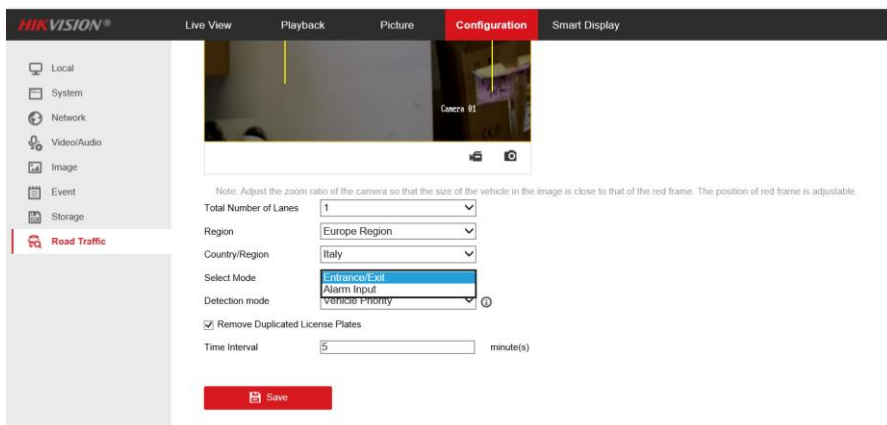 HIKVISION® Live View Playback Picture Configuration Smart Display
Local
System
Network
Video/Audio
Image
Event
Storage
Road Traffic
Camera 01
Note: Adjust the zoom ratio of the camera so that the size of the vehicle in the image is close to that of the red frame. The position of red frame is adjustable.
Total Number of Lanes 1
Region Europe Region
Country/Region Italy
Select Mode Entrance/Exit
Alarm Input
Detection mode Vehicle Priority
Remove Duplicated License Plates
Time Interval 5 minute(s)
Save